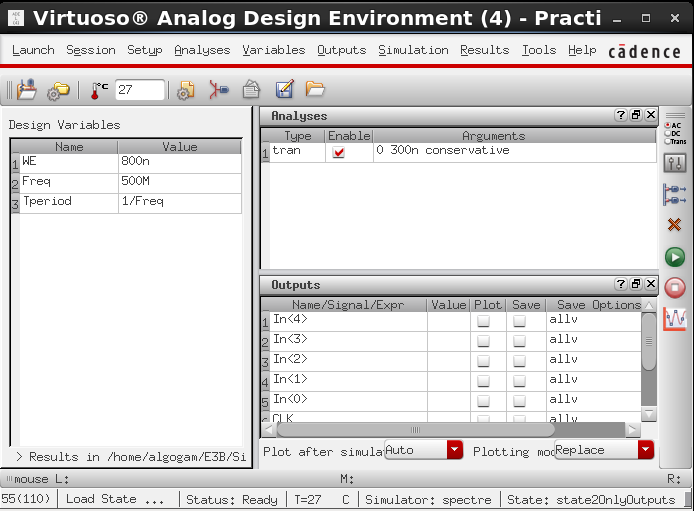 Virtuoso® Analog Design Environment (4) - Practi
Launch Session Setup Analyses Variables Outputs Simulation Results Tools Help cādence
°C 27
Design Variables
Name Value
1 WE 800n
2 Freq 500M
3 Tperiod 1/Freq
> Results in /home/algogam/E3B/Si
Analyses
Type Enable Arguments
1 tran 0 300n conservative
Outputs
Name/Signal/Expr Value Plot Save Save Options
1 In<4> allv
2 In<3> allv
3 In<2> allv
4 In<1> allv
5 In<0> allv
6 CLK allv
Plot after simulat Auto Plotting mod Replace
AC
DC
Trans
mouse L: M: R:
55(110) Load State ... Status: Ready T=27 C Simulator: spectre State: state2OnlyOutputs